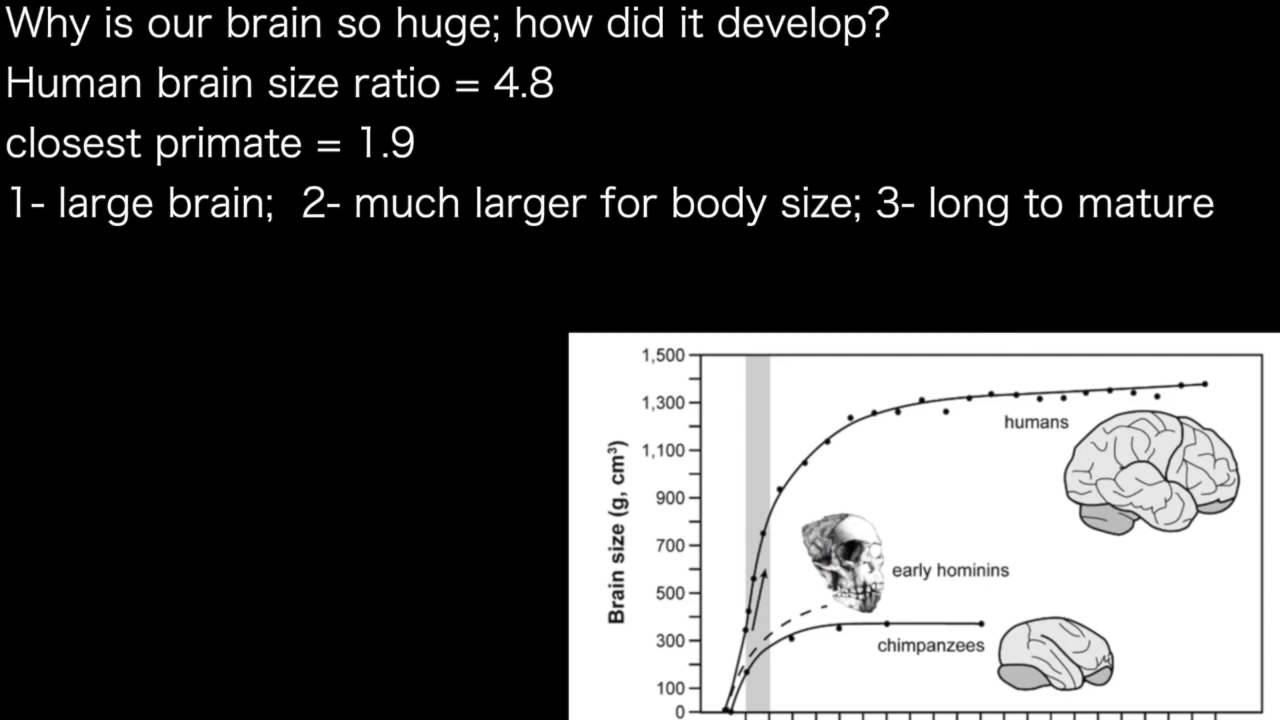 Why is our brain so huge; how did it develop?
Human brain size ratio = 4.8
closest primate = 1.9
1- large brain;  2- much larger for body size; 3- long to mature
1,500
1,300
1,100
900
700
500
300
100
0
Brain size (g, cm³)
humans
early hominins
chimpanzees